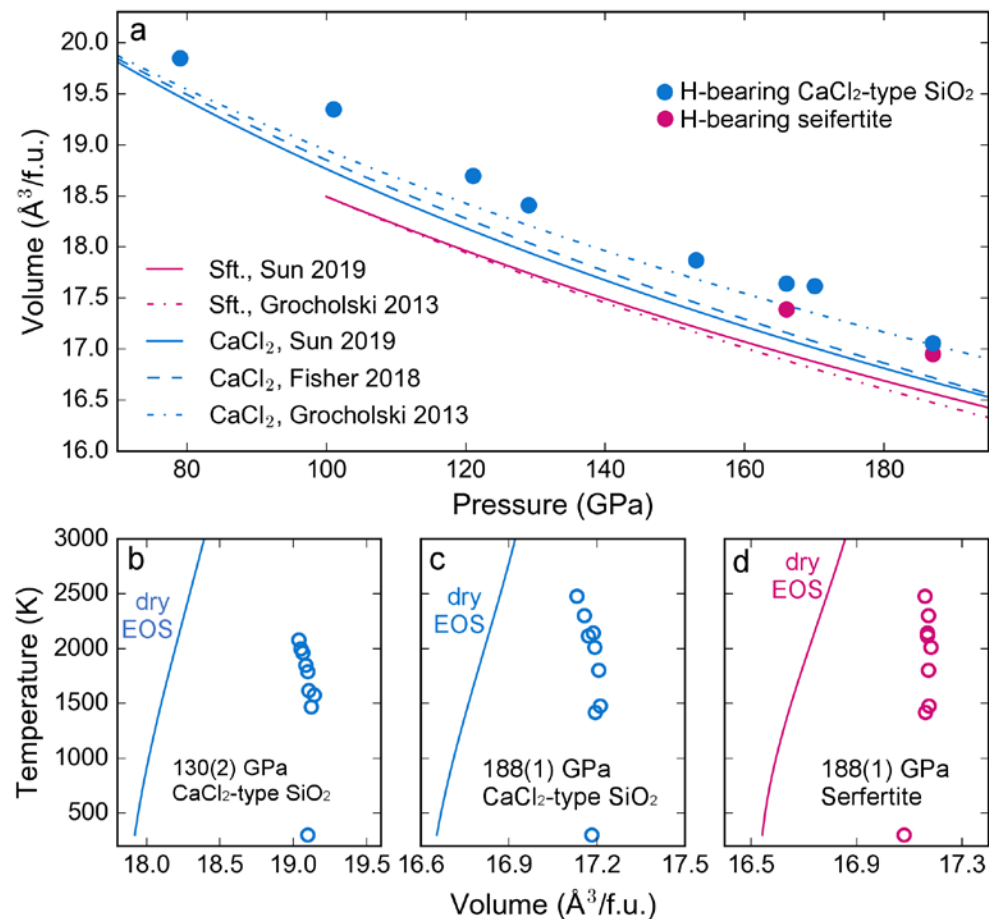 a
20.0
19.5
19.0
18.5
18.0
17.5
17.0
16.5
16.0
Volume (Å³/f.u.)
H-bearing CaCl₂-type SiO₂
H-bearing seifertite
Sft., Sun 2019
Sft., Grocholski 2013
CaCl₂, Sun 2019
CaCl₂, Fisher 2018
CaCl₂, Grocholski 2013
80 100 120 140 160 180
Pressure (GPa)
Temperature (K)
3000
2500
2000
1500
1000
500
b
dry
EOS
130(2) GPa
CaCl₂-type SiO₂
18.0 18.5 19.0 19.5
c
dry
EOS
188(1) GPa
CaCl₂-type SiO₂
16.6 16.9 17.2 17.5
d
dry
EOS
188(1) GPa
Serfertite
16.5 16.9 17.3
Volume (Å³/f.u.)